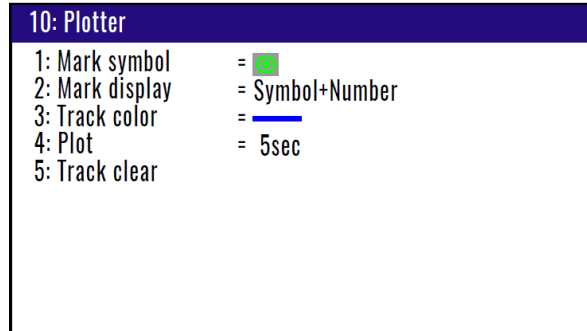 10: Plotter
1: Mark symbol =
2: Mark display = Symbol+Number
3: Track color =
4: Plot = 5sec
5: Track clear